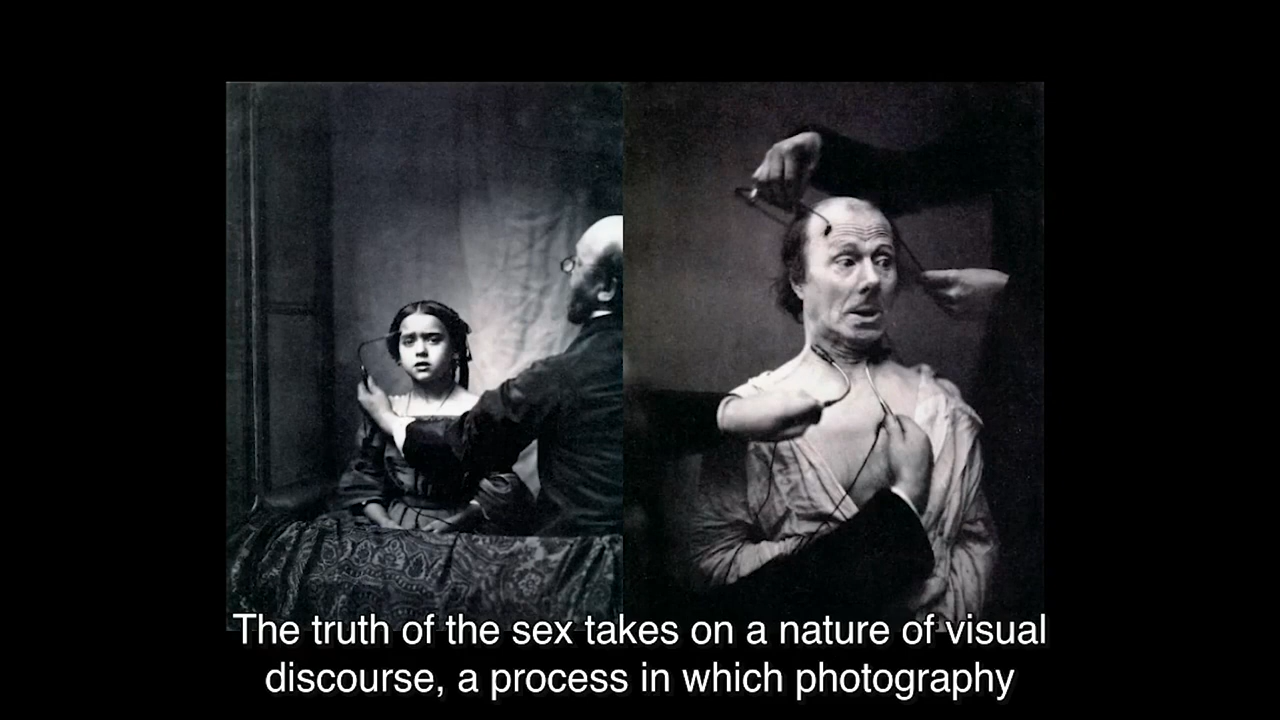 The truth of the sex takes on a nature of visual
discourse, a process in which photography